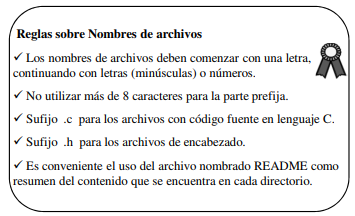 Reglas sobre Nombres de archivos
✓ Los nombres de archivos deben comenzar con una letra,
continuando con letras (minúsculas) o números.
✓ No utilizar más de 8 caracteres para la parte prefija.
✓ Sufijo .c para los archivos con código fuente en lenguaje C.
✓ Sufijo .h para los archivos de encabezado.
✓ Es conveniente el uso del archivo nombrado README como
resumen del contenido que se encuentra en cada directorio.